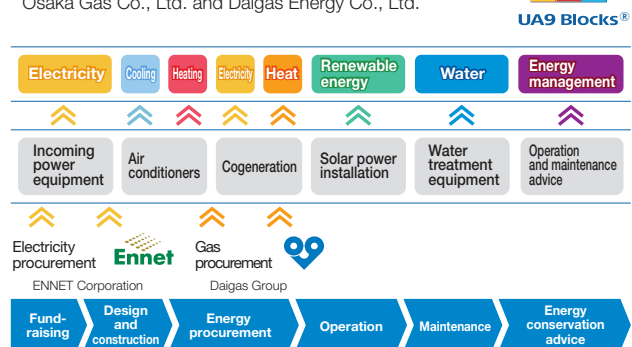 Osaka Gas Co., Ltd. and Daigas Energy Co., Ltd.
UA9 Blocks®
Electricity
Cooling
Heating
Electricity
Heat
Renewable
energy
Water
Energy
management
Incoming
power
equipment
Air
conditioners
Cogeneration
Solar power
installation
Water
treatment
equipment
Operation
and maintenance
advice
Electricity
procurement
Ennet
Gas
procurement
ENNET Corporation
Daigas Group
Fund-
raising
Design
and
construction
Energy
procurement
Operation
Maintenance
Energy
conservation
advice